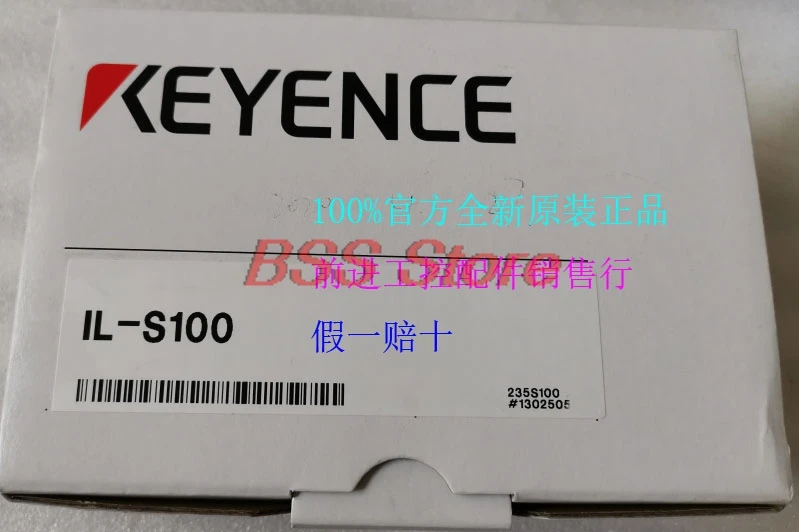 KEYENCE
100%官方全新原装正品
BSS Store
前进工控配件销售行
IL-S100
假一赔十
235S100
#1302505